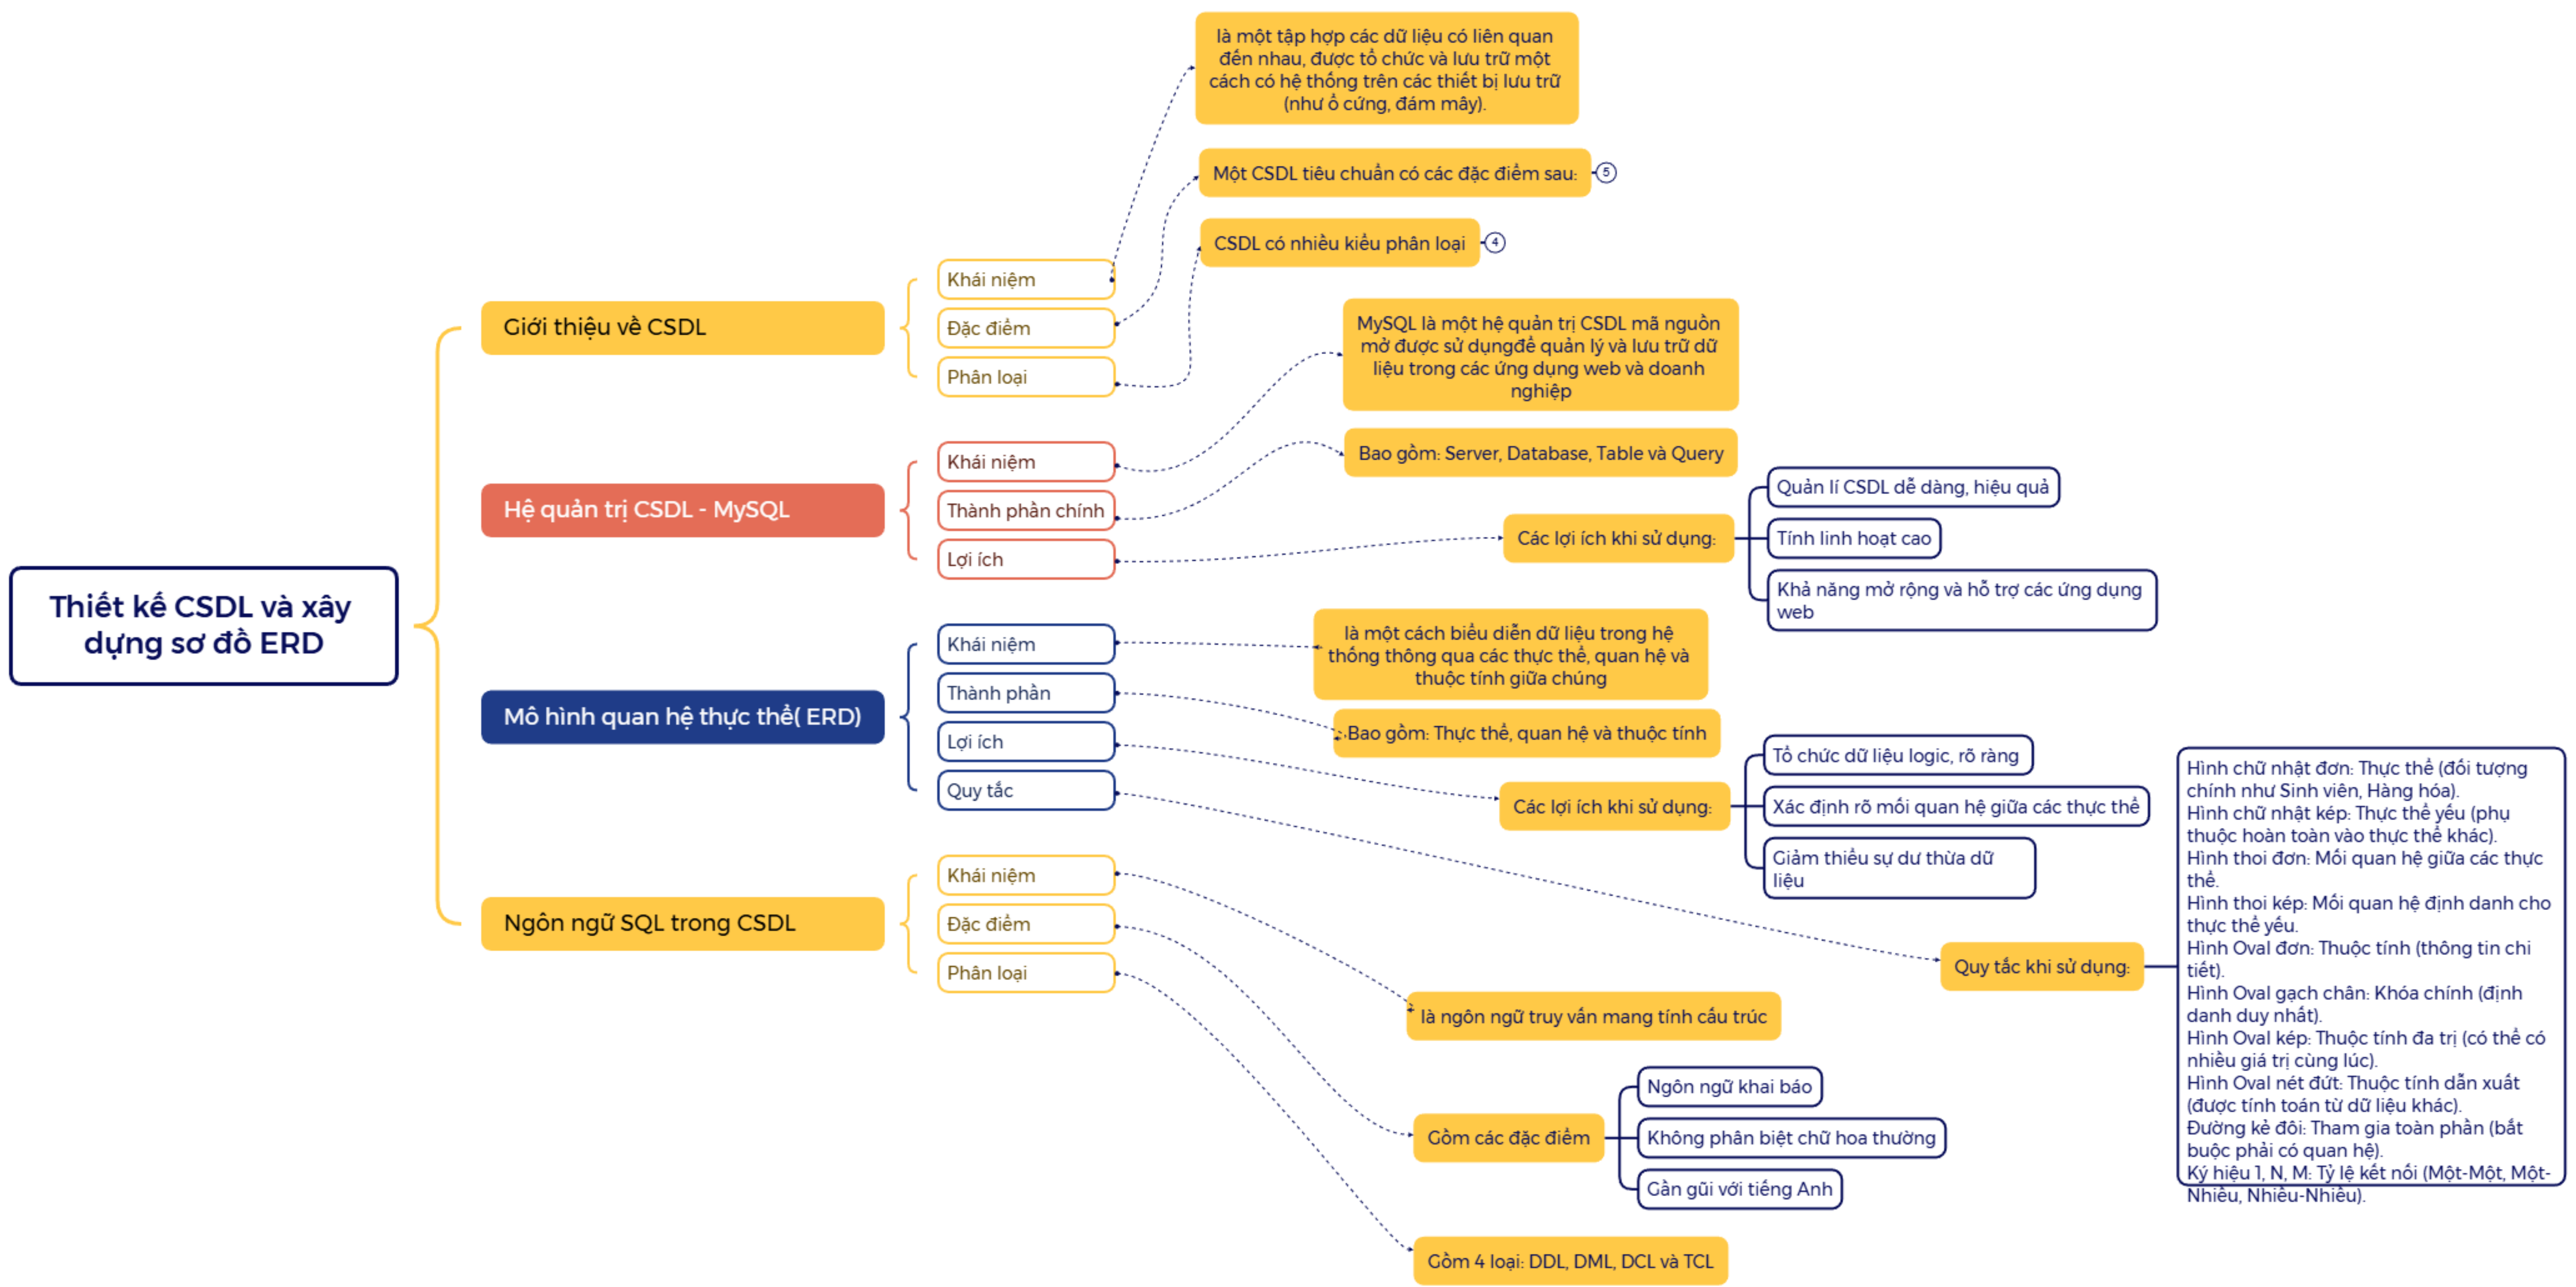 Thiết kế CSDL và xây
dựng sơ đồ ERD
Giới thiệu về CSDL
Khái niệm
Đặc điểm
Phân loại
là một tập hợp các dữ liệu có liên quan
đến nhau, được tổ chức và lưu trữ một
cách có hệ thống trên các thiết bị lưu trữ
(như ổ cứng, đám mây).
Một CSDL tiêu chuẩn có các đặc điểm sau:
5
CSDL có nhiều kiểu phân loại
4
Hệ quản trị CSDL - MySQL
Khái niệm
Thành phần chính
Lợi ích
MySQL là một hệ quản trị CSDL mã nguồn
mở được sử dụngđể quản lý và lưu trữ dữ
liệu trong các ứng dụng web và doanh
nghiệp
Bao gồm: Server, Database, Table và Query
Các lợi ích khi sử dụng:
Quản lí CSDL dễ dàng, hiệu quả
Tính linh hoạt cao
Khả năng mở rộng và hỗ trợ các ứng dụng
web
Mô hình quan hệ thực thể( ERD)
Khái niệm
Thành phần
Lợi ích
Quy tắc
là một cách biểu diễn dữ liệu trong hệ
thống thông qua các thực thể, quan hệ và
thuộc tính giữa chúng
Bao gồm: Thực thể, quan hệ và thuộc tính
Các lợi ích khi sử dụng:
Tổ chức dữ liệu logic, rõ ràng
Xác định rõ mối quan hệ giữa các thực thể
Giảm thiểu sự dư thừa dữ
liệu
Quy tắc khi sử dụng:
Hình chữ nhật đơn: Thực thể (đối tượng
chính như Sinh viên, Hàng hóa).
Hình chữ nhật kép: Thực thể yếu (phụ
thuộc hoàn toàn vào thực thể khác).
Hình thoi đơn: Mối quan hệ giữa các thực
thể.
Hình thoi kép: Mối quan hệ định danh cho
thực thể yếu.
Hình Oval đơn: Thuộc tính (thông tin chi
tiết).
Hình Oval gạch chân: Khóa chính (định
danh duy nhất).
Hình Oval kép: Thuộc tính đa trị (có thể có
nhiều giá trị cùng lúc).
Hình Oval nét đứt: Thuộc tính dẫn xuất
(được tính toán từ dữ liệu khác).
Đường kẻ đôi: Tham gia toàn phần (bắt
buộc phải có quan hệ).
Ký hiệu 1, N, M: Tỷ lệ kết nối (Một-Một, Một-
Nhiều, Nhiều-Nhiều).
Ngôn ngữ SQL trong CSDL
Khái niệm
Đặc điểm
Phân loại
là ngôn ngữ truy vấn mang tính cấu trúc
Gồm các đặc điểm
Ngôn ngữ khai báo
Không phân biệt chữ hoa thường
Gần gũi với tiếng Anh
Gồm 4 loại: DDL, DML, DCL và TCL